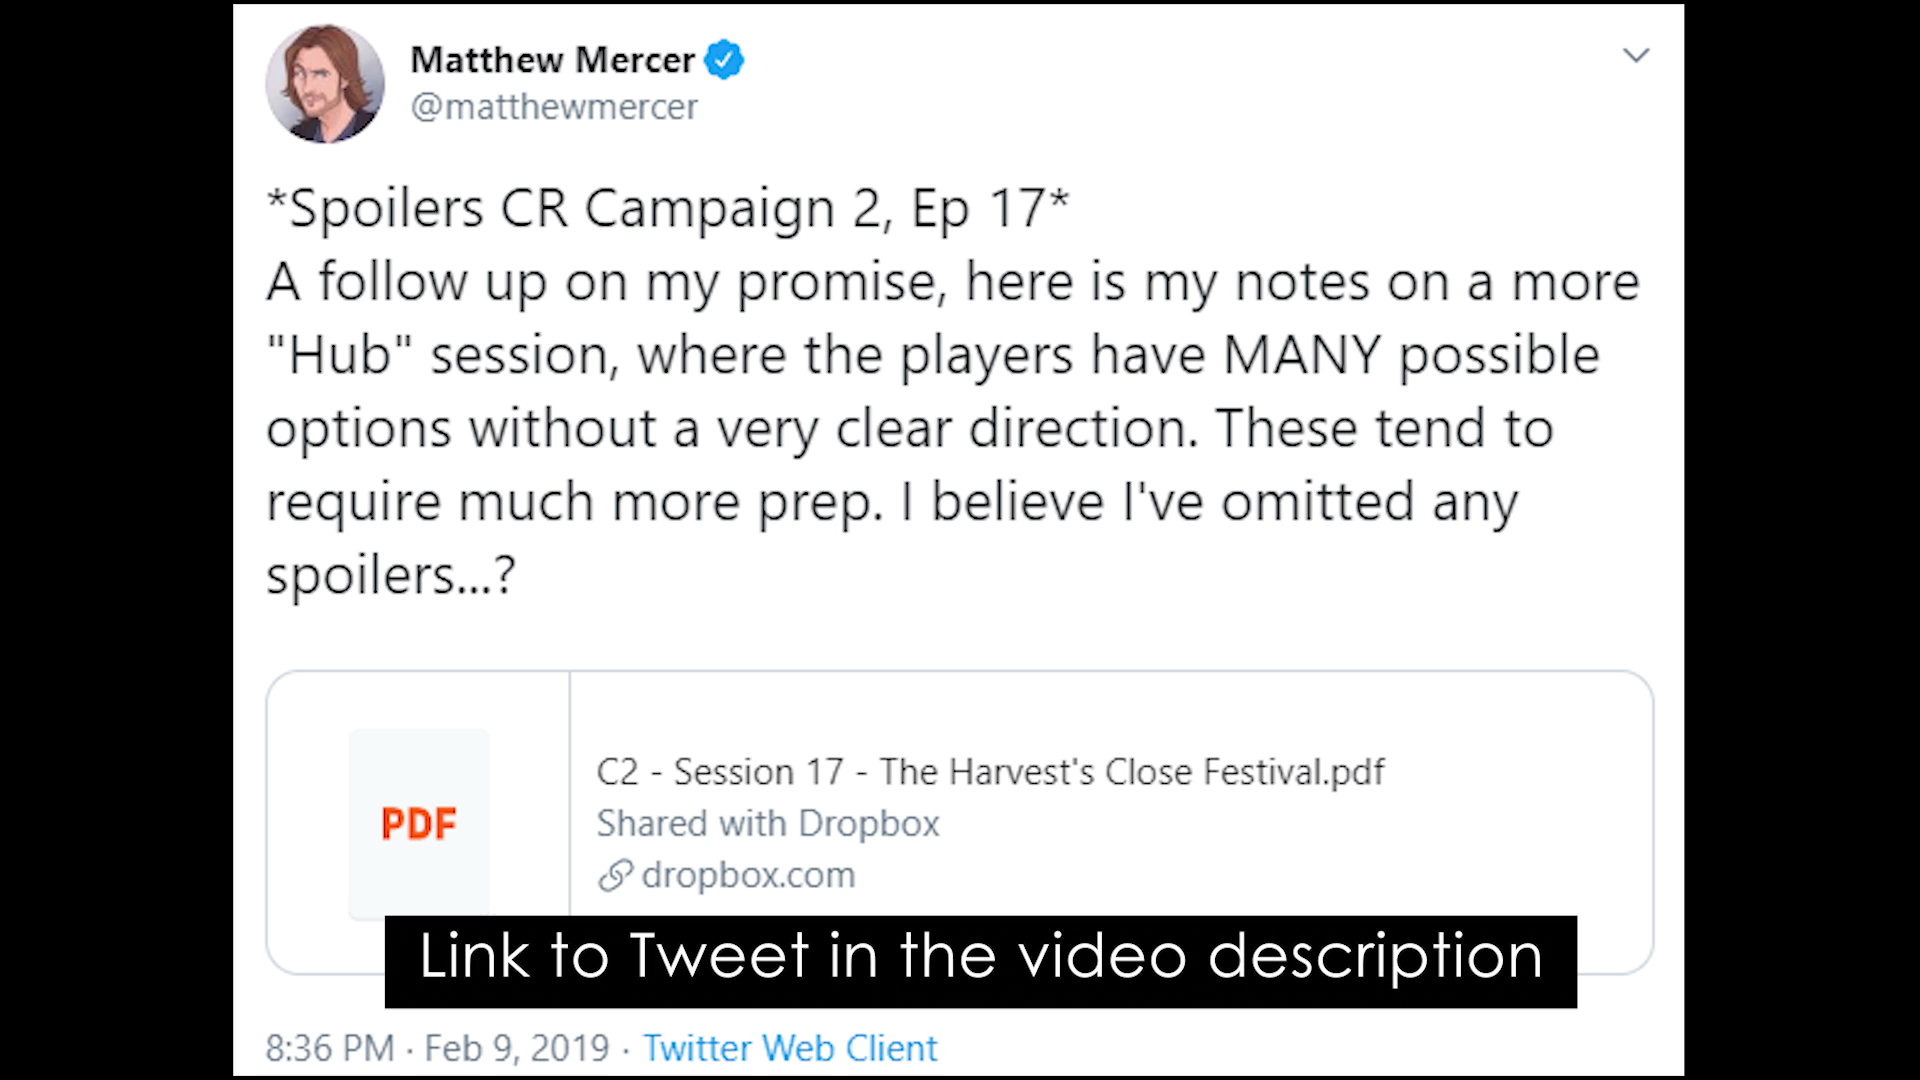 Matthew Mercer
@matthewmercer
*Spoilers CR Campaign 2, Ep 17*
A follow up on my promise, here is my notes on a more
"Hub" session, where the players have MANY possible
options without a very clear direction. These tend to
require much more prep. I believe I've omitted any
spoilers...?
PDF
C2 - Session 17 - The Harvest's Close Festival.pdf
Shared with Dropbox
dropbox.com
Link to Tweet in the video description
8:36 PM · Feb 9, 2019 · Twitter Web Client